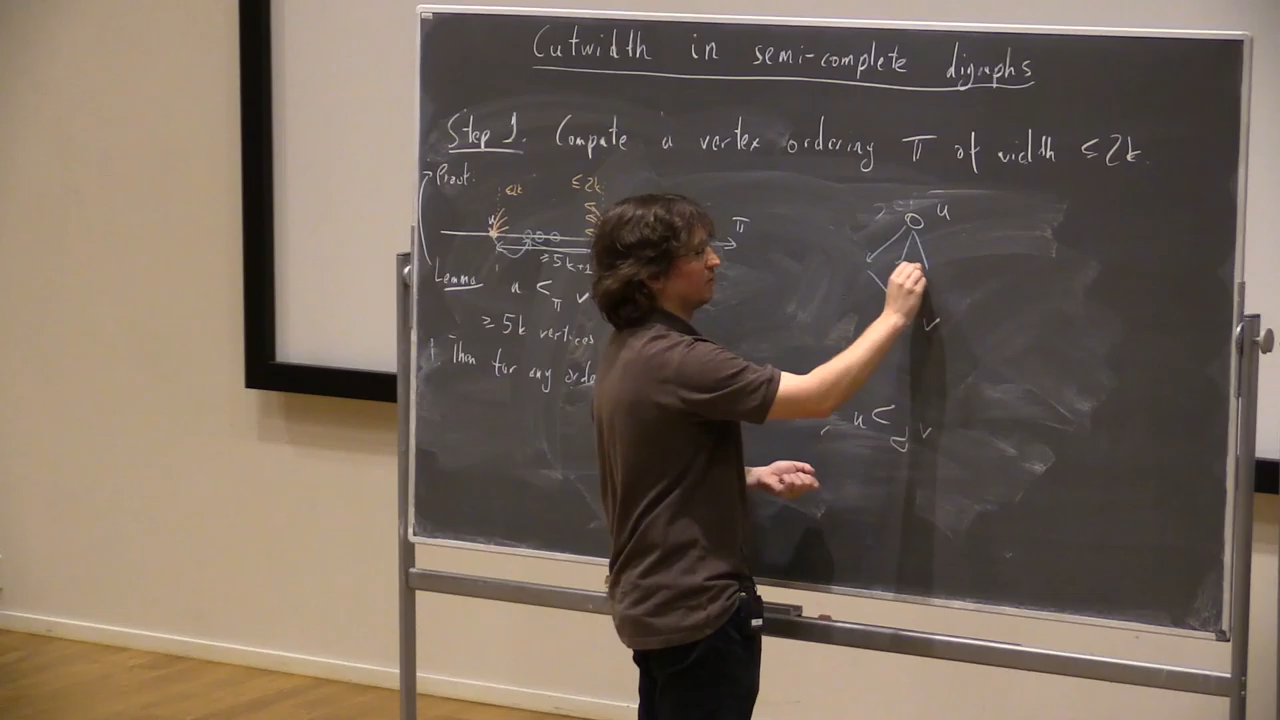 Cutwidth in semi-complete digraphs
Step 1. Compute a vertex ordering π of width ≤2k.
Proof.
≤2k
≤2k
π
≥5k+1
Lemma u <π v
≥5k vertices
Then for any
u
v
u < v